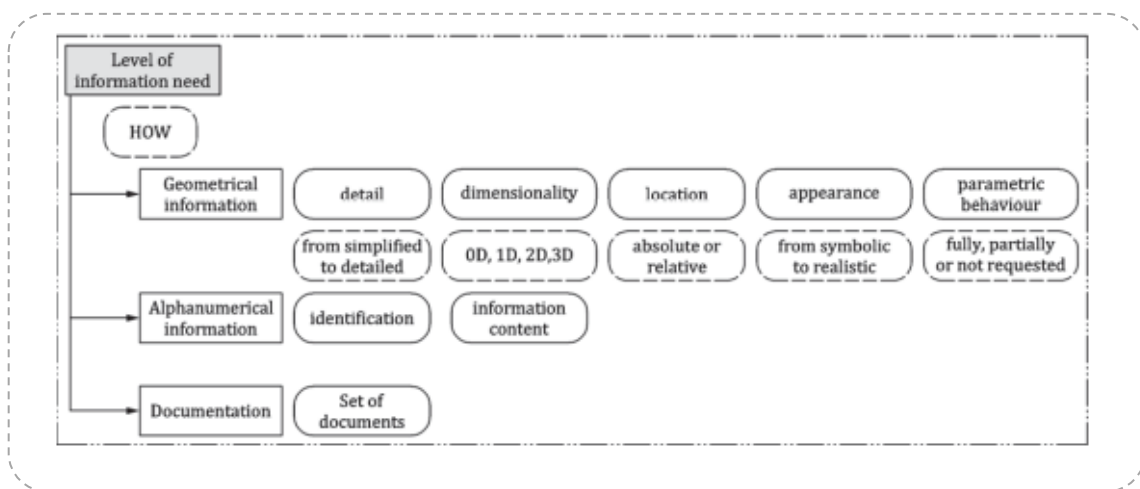 Level of
information need
HOW
Geometrical
information
detail
dimensionality
location
appearance
parametric
behaviour
from simplified
to detailed
0D, 1D, 2D,3D
absolute or
relative
from symbolic
to realistic
fully, partially
or not requested
Alphanumerical
information
identification
information
content
Documentation
Set of
documents